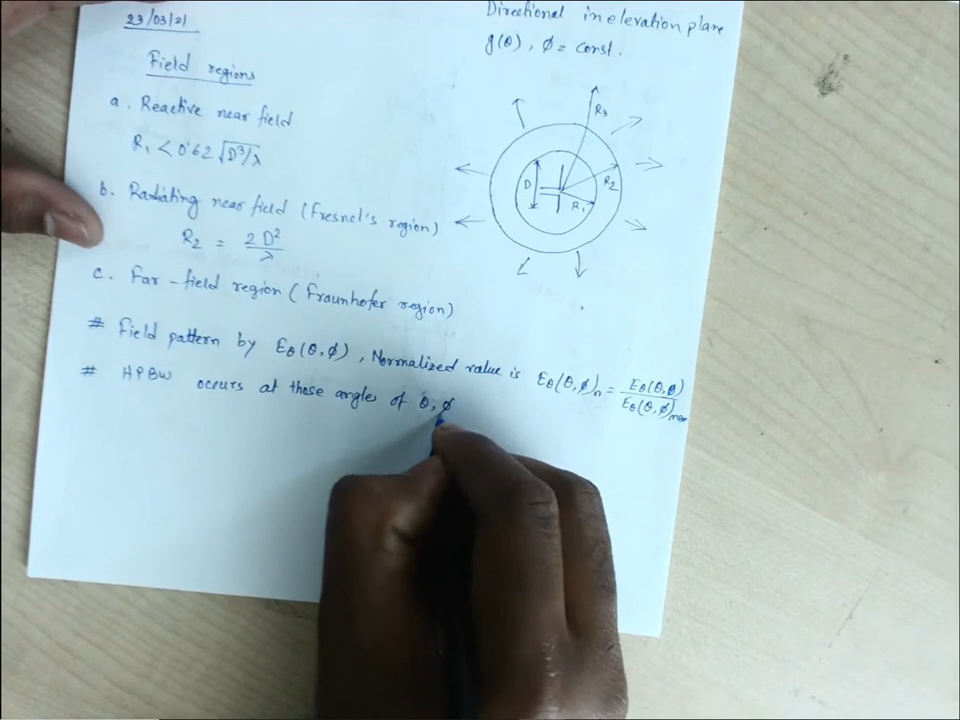 23/03/21
Directional in elevation plane
g(θ), ϕ = const.
Field regions
a. Reactive near field
R₁ < 0.62 √D³/λ
b. Radiating near field (Fresnel's region)
R₂ = 2D²/λ
c. Far-field region (Fraunhofer region)
R₃
R₂
D
R₁
# Field pattern by Eθ(θ,ϕ), Normalized value is Eθ(θ,ϕ)n = Eθ(θ,ϕ)/Eθ(θ,ϕ)max
# HPBW occurs at those angles of θ,ϕ